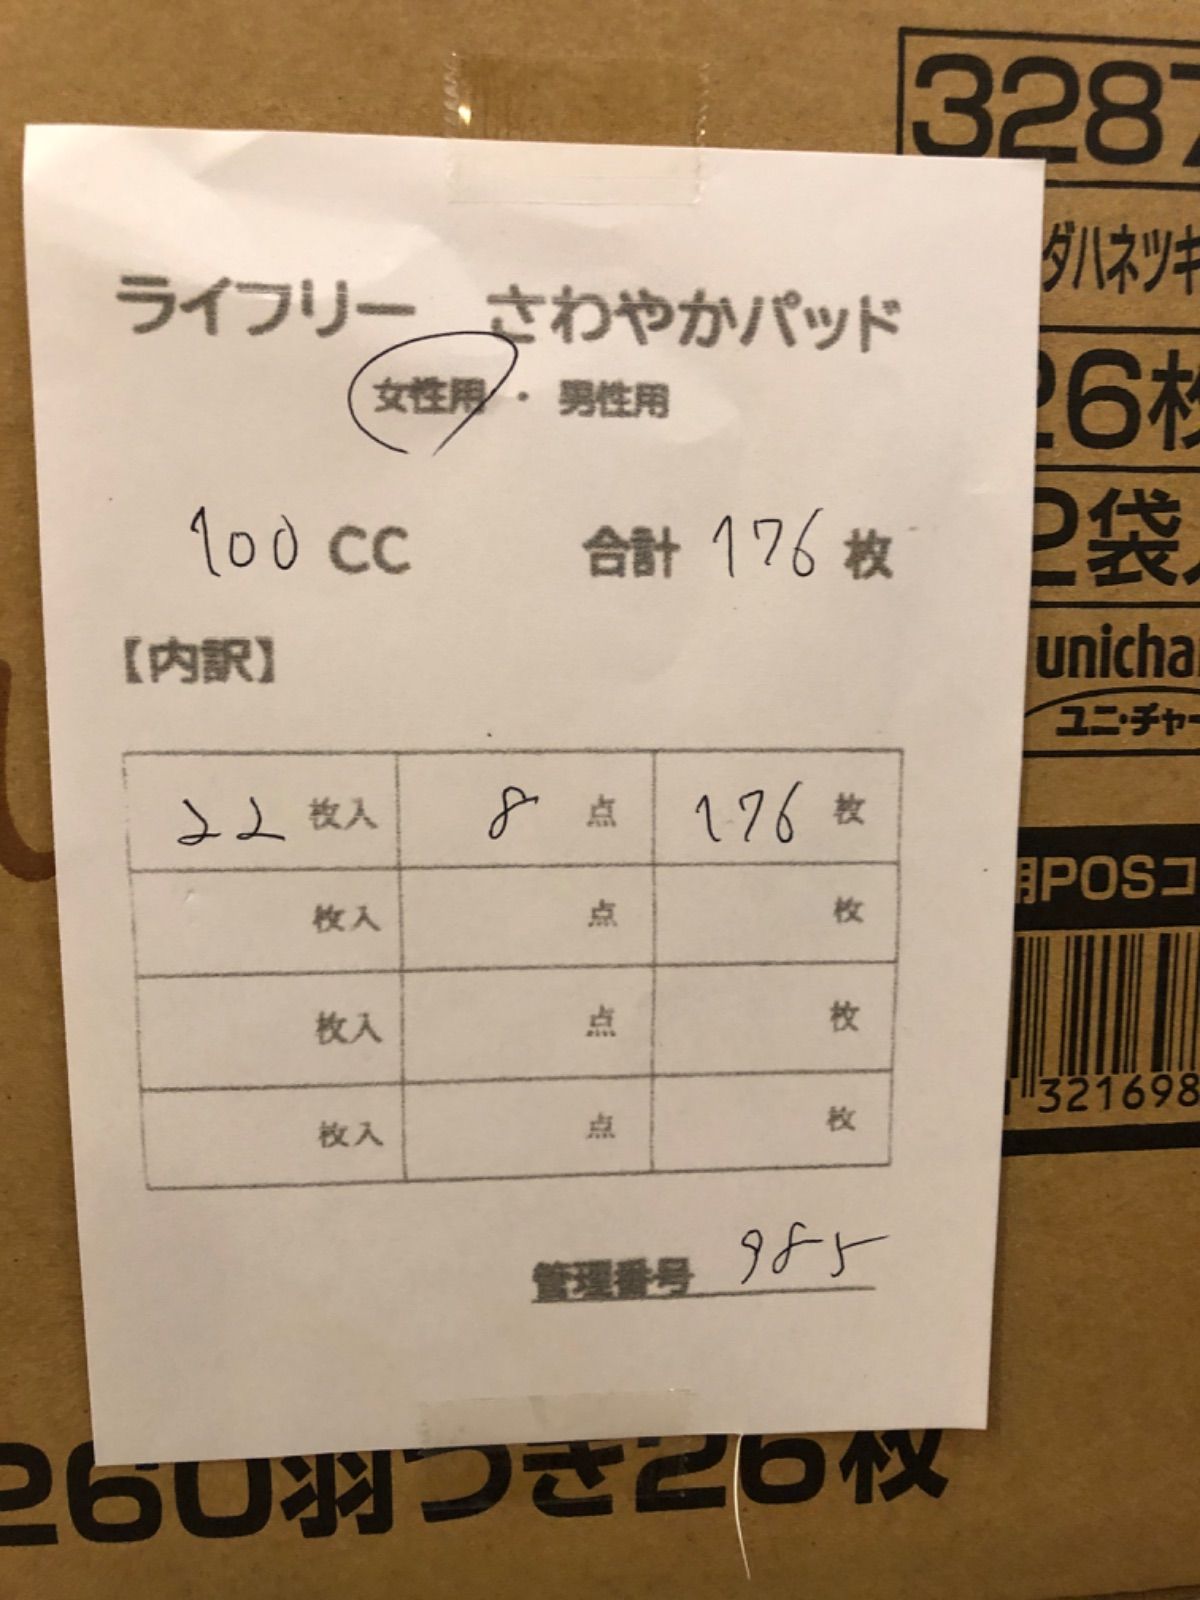 3287
ダハネツキ
26枚
2袋入
unicha
ユニ・チャー
用POSコ
321698
ライフリー さわやかパッド
女性用 ・ 男性用
100 CC 合計 176 枚
【内訳】
22 枚入 8 点 176 枚
枚入 点 枚
枚入 点 枚
枚入 点 枚
管理番号 985
260羽つき26枚